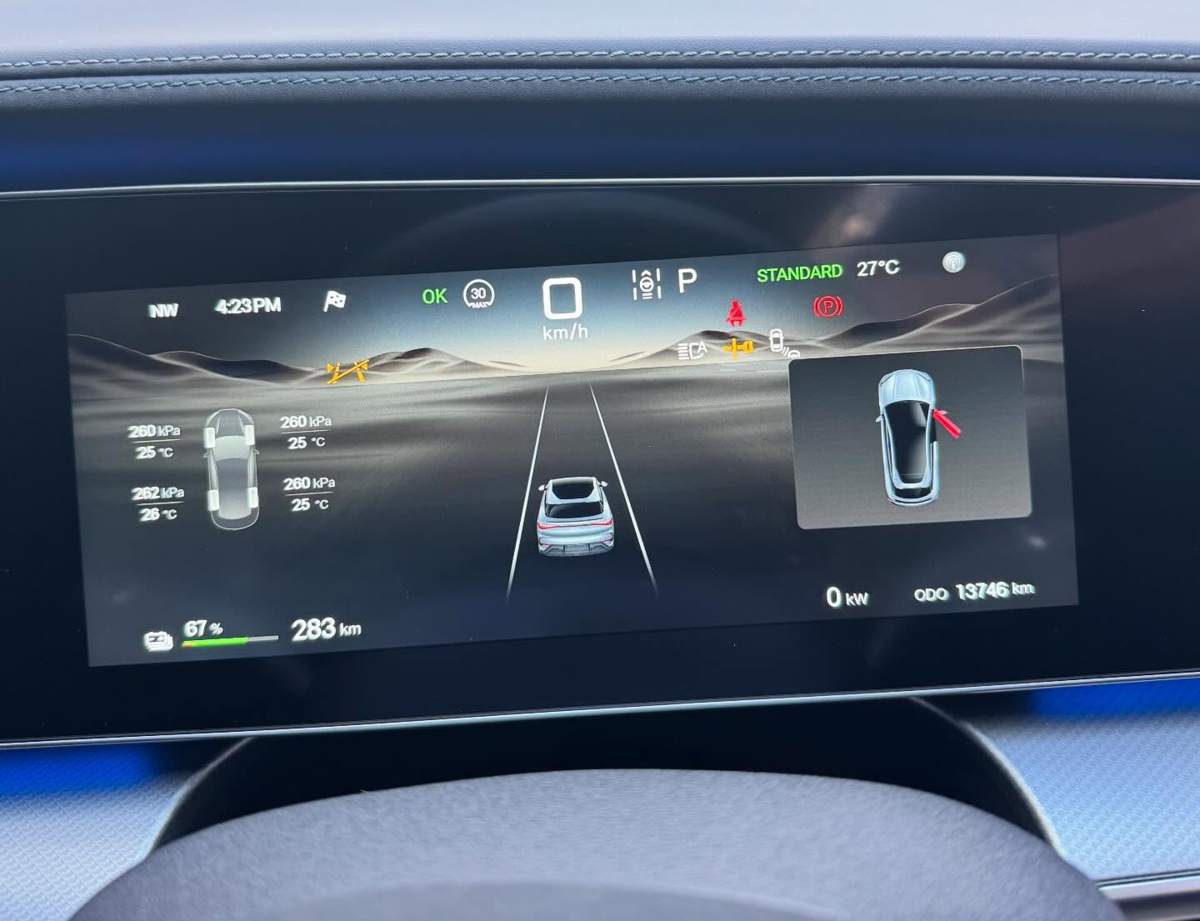 NW 4:23PM OK 30 MAX 0 P STANDARD 27°C
km/h
P
A
260 kPa 260 kPa
25 °C 25 °C
262 kPa 260 kPa
26 °C 25 °C
67 % 283 km 0 kW ODO 13746 km